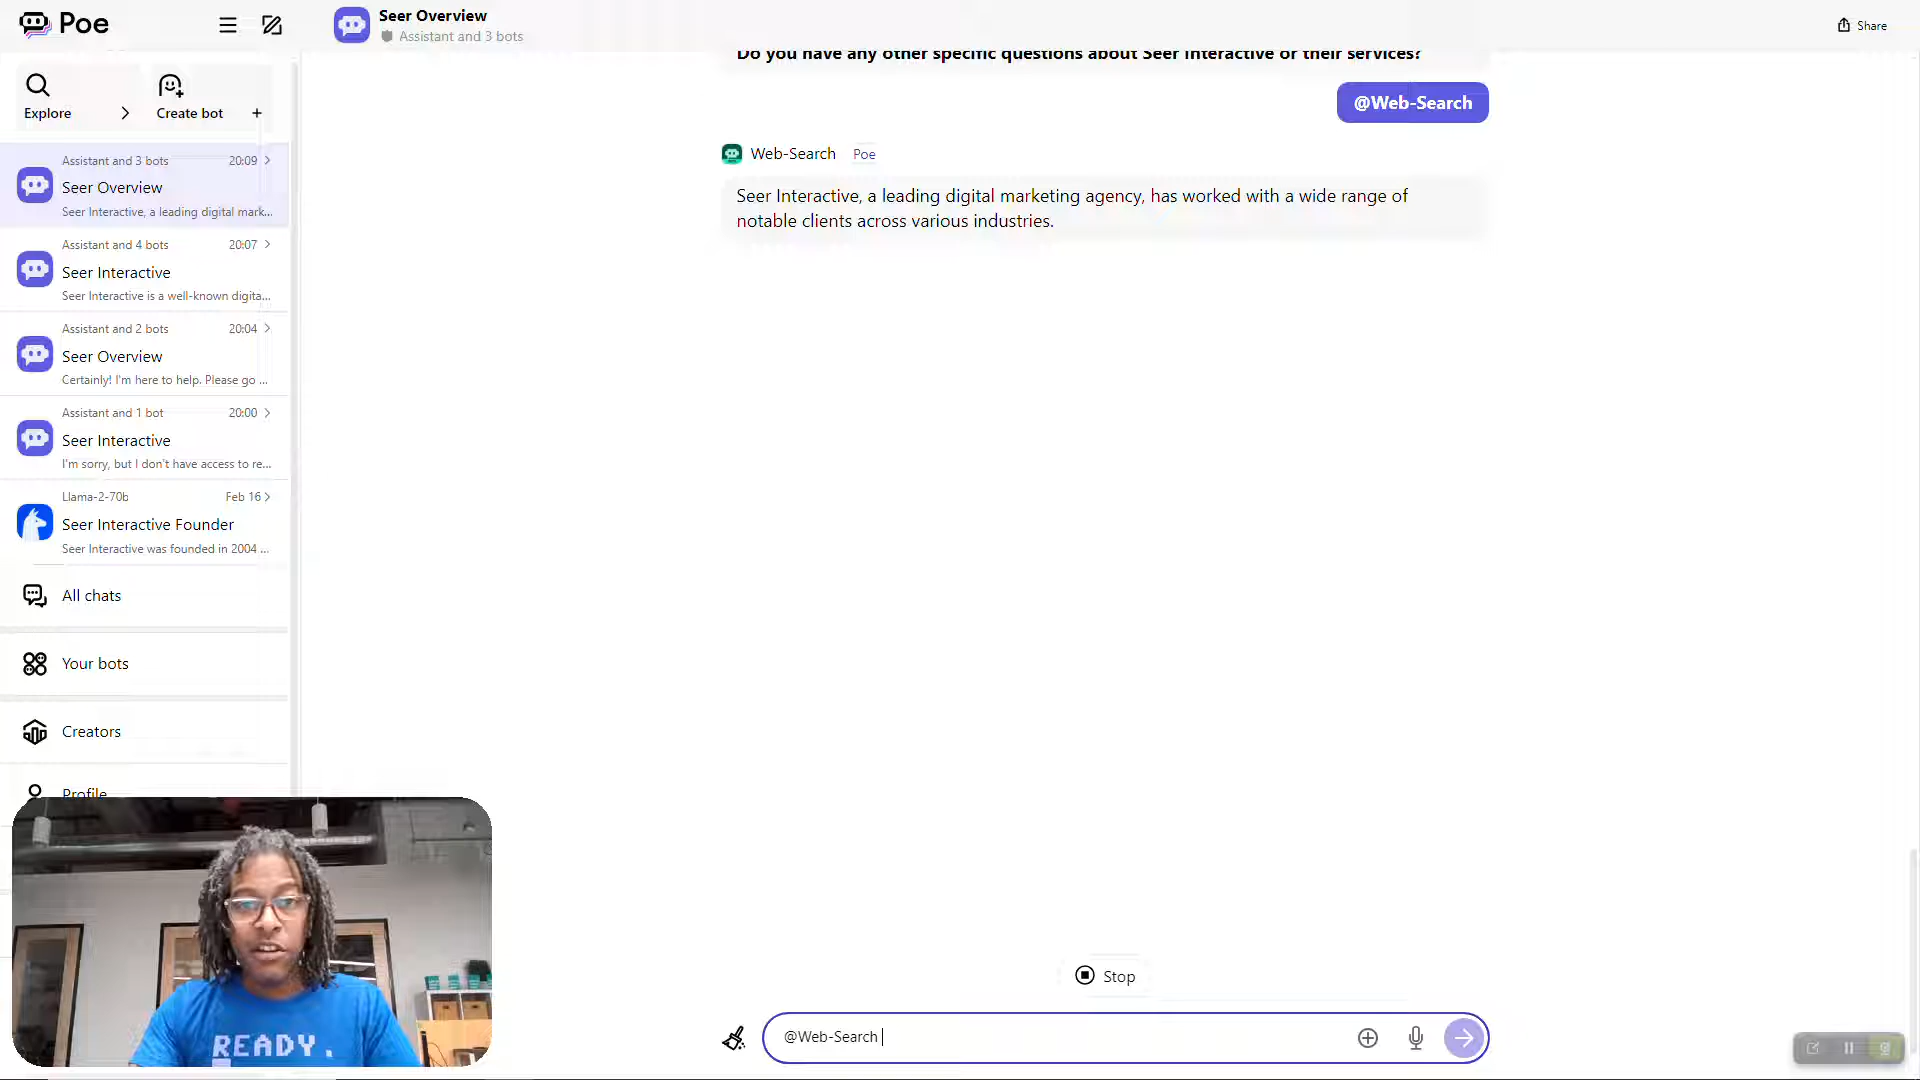 Poe
Seer Overview
Assistant and 3 bots
Share
Explore
Create bot
Assistant and 3 bots 20:09
Seer Overview
Seer Interactive, a leading digital mark...
Assistant and 4 bots 20:07
Seer Interactive
Seer Interactive is a well-known digita...
Assistant and 2 bots 20:04
Seer Overview
Certainly! I'm here to help. Please go ...
Assistant and 1 bot 20:00
Seer Interactive
I'm sorry, but I don't have access to re...
Llama-2-70b Feb 16
Seer Interactive Founder
Seer Interactive was founded in 2004 ...
All chats
Your bots
Creators
Profile
Do you have any other specific questions about Seer Interactive or their services?
@Web-Search
Web-Search Poe
Seer Interactive, a leading digital marketing agency, has worked with a wide range of
notable clients across various industries.
Stop
@Web-Search
READY.